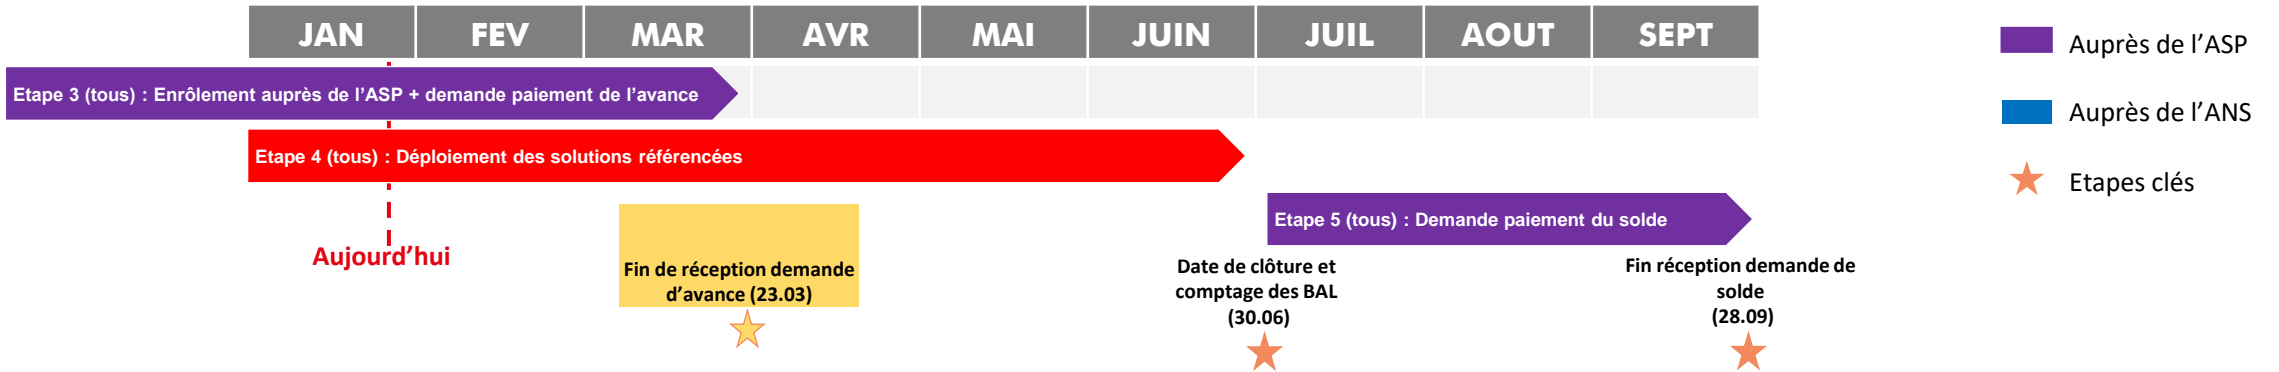 JAN FEV MAR AVR MAI JUIN JUIL AOUT SEPT
Etape 3 (tous) : Enrôlement auprès de l'ASP + demande paiement de l'avance
Etape 4 (tous) : Déploiement des solutions référencées
Etape 5 (tous) : Demande paiement du solde
Aujourd'hui
Fin de réception demande
d'avance (23.03)
Date de clôture et
comptage des BAL
(30.06)
Fin réception demande de
solde
(28.09)
Auprès de l'ASP
Auprès de l'ANS
Etapes clés